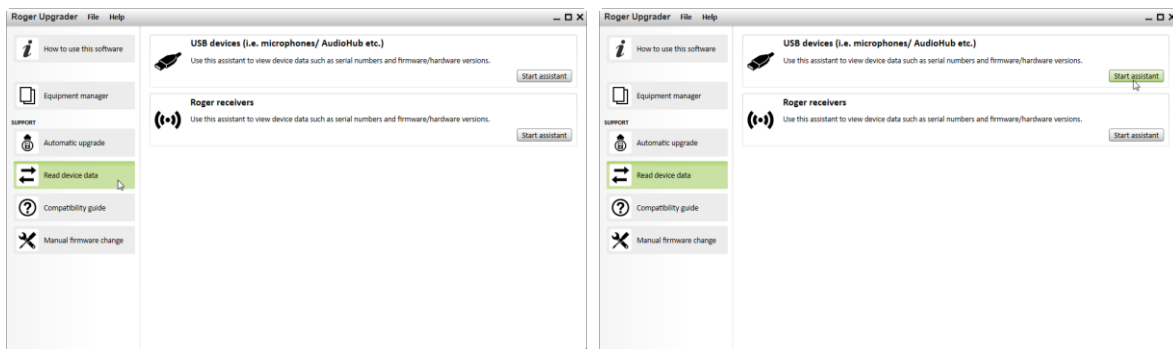 Roger Upgrader File Help
How to use this software
Equipment manager
SUPPORT
Automatic upgrade
Read device data
Compatibility guide
Manual firmware change
USB devices (i.e. microphones/ AudioHub etc.)
Use this assistant to view device data such as serial numbers and firmware/hardware versions.
Start assistant
Roger receivers
Use this assistant to view device data such as serial numbers and firmware/hardware versions.
Start assistant
Roger Upgrader File Help
How to use this software
Equipment manager
SUPPORT
Automatic upgrade
Read device data
Compatibility guide
Manual firmware change
USB devices (i.e. microphones/ AudioHub etc.)
Use this assistant to view device data such as serial numbers and firmware/hardware versions.
Start assistant
Roger receivers
Use this assistant to view device data such as serial numbers and firmware/hardware versions.
Start assistant